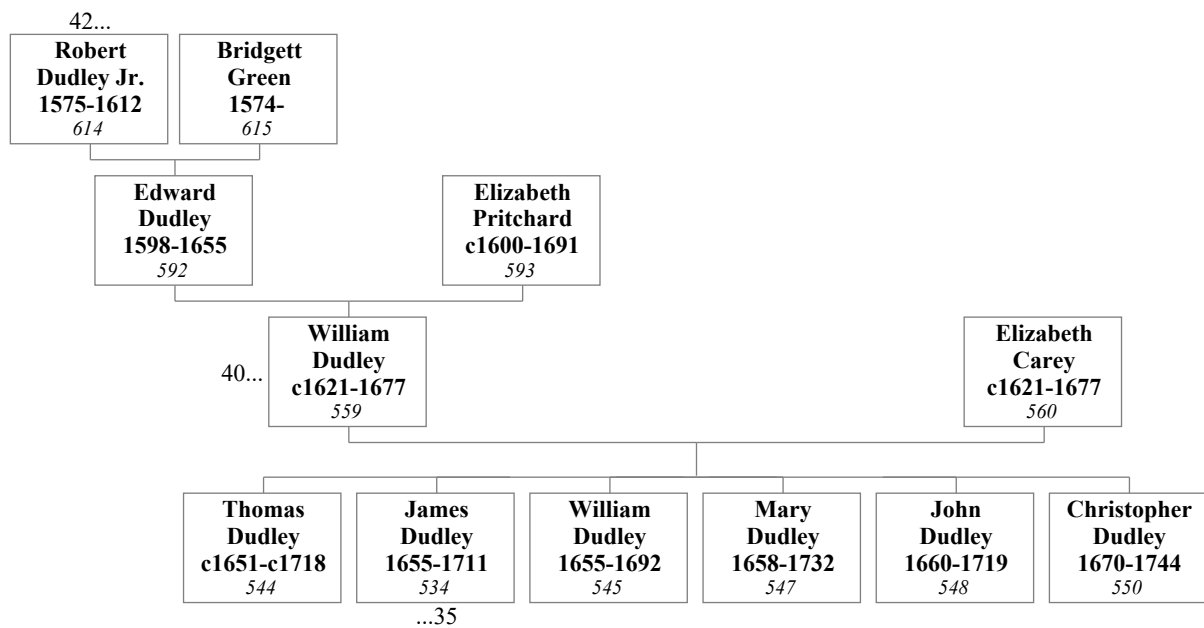 42...
Robert
Dudley Jr.
1575-1612
614
Bridgett
Green
1574-
615
Edward
Dudley
1598-1655
592
Elizabeth
Pritchard
c1600-1691
593
40...
William
Dudley
c1621-1677
559
Elizabeth
Carey
c1621-1677
560
Thomas
Dudley
c1651-c1718
544
James
Dudley
1655-1711
534
...35
William
Dudley
1655-1692
545
Mary
Dudley
1658-1732
547
John
Dudley
1660-1719
548
Christopher
Dudley
1670-1744
550